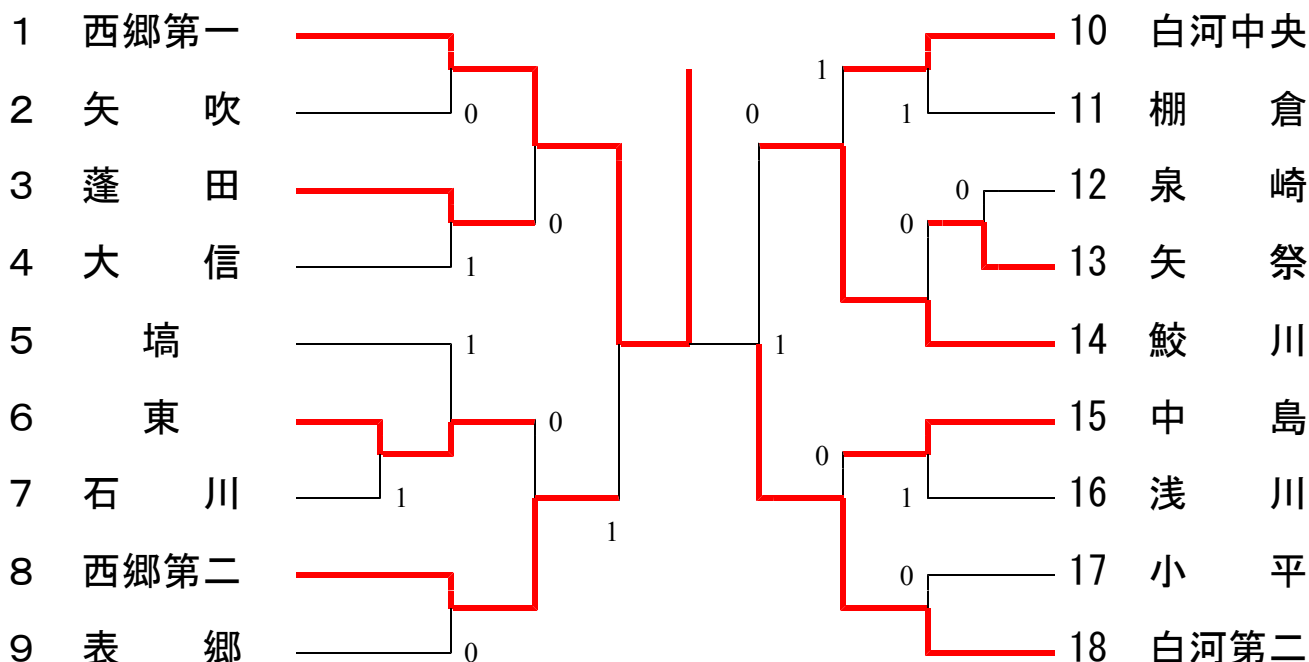 1 西郷第一
10 白河中央
1
2 矢 吹
0
0
1
11 棚 倉
3 蓬 田
0
12 泉 崎
0
0
4 大 信
1
13 矢 祭
5 塙
1
1
14 鮫 川
6 東
0
15 中 島
0
7 石 川
1
1
16 浅 川
1
8 西郷第二
0
17 小 平
9 表 郷
0
18 白河第二